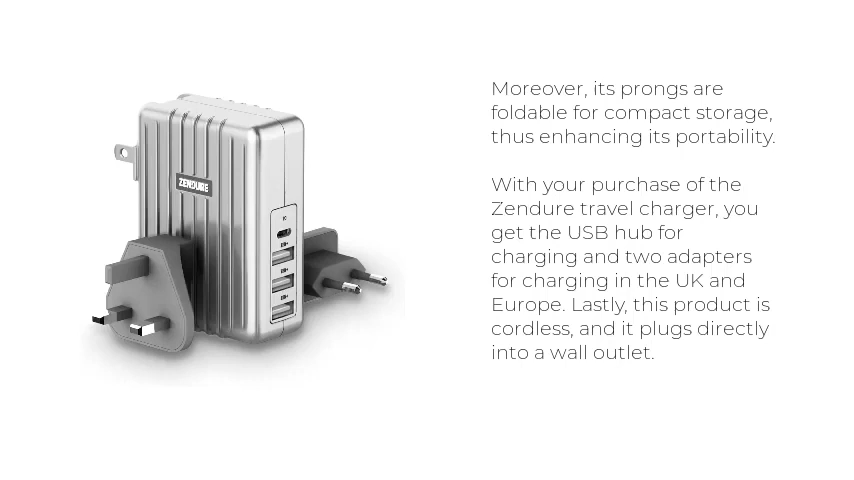 ZENDURE
Moreover, its prongs are
foldable for compact storage,
thus enhancing its portability.
With your purchase of the
Zendure travel charger, you
get the USB hub for
charging and two adapters
for charging in the UK and
Europe. Lastly, this product is
cordless, and it plugs directly
into a wall outlet.